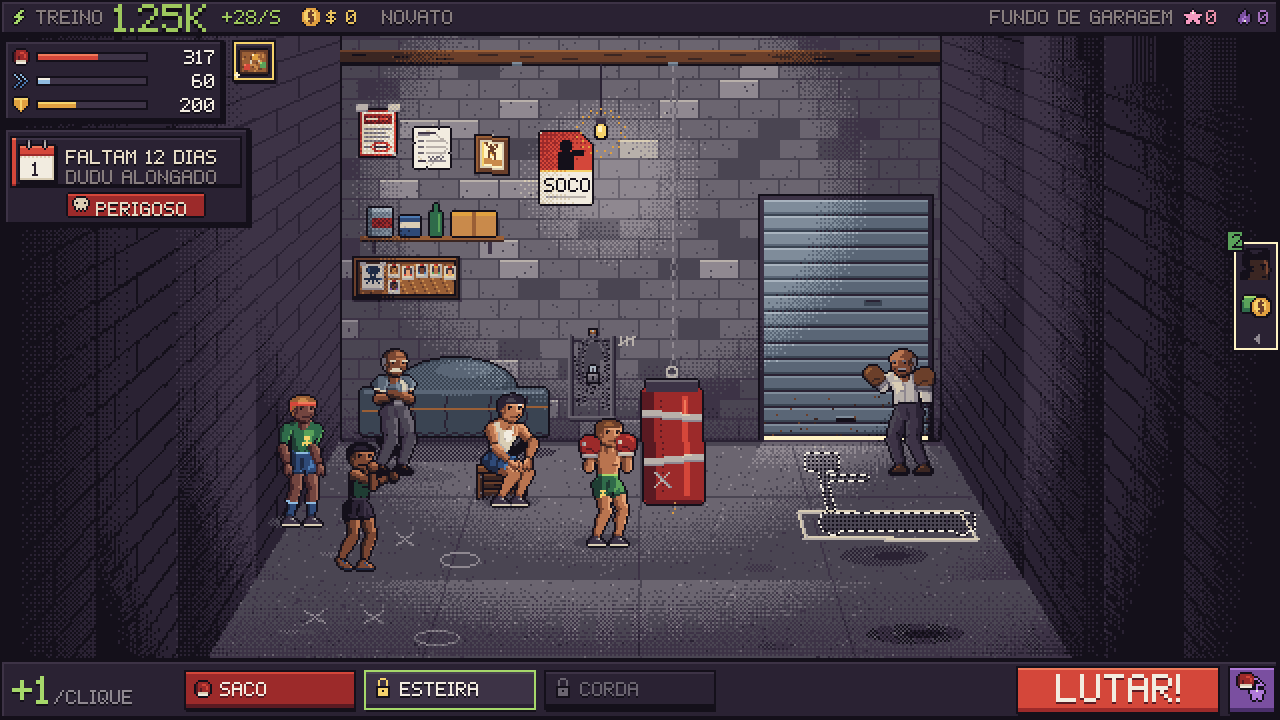 TREINO 1.25K +28/S $ 0 NOVATO
FUNDO DE GARAGEM 0 0
317
60
200
1 FALTAM 12 DIAS
DUDU ALONGADO
PERIGOSO
SOCO
2
+1 /CLIQUE
SACO
ESTEIRA
CORDA
LUTAR!